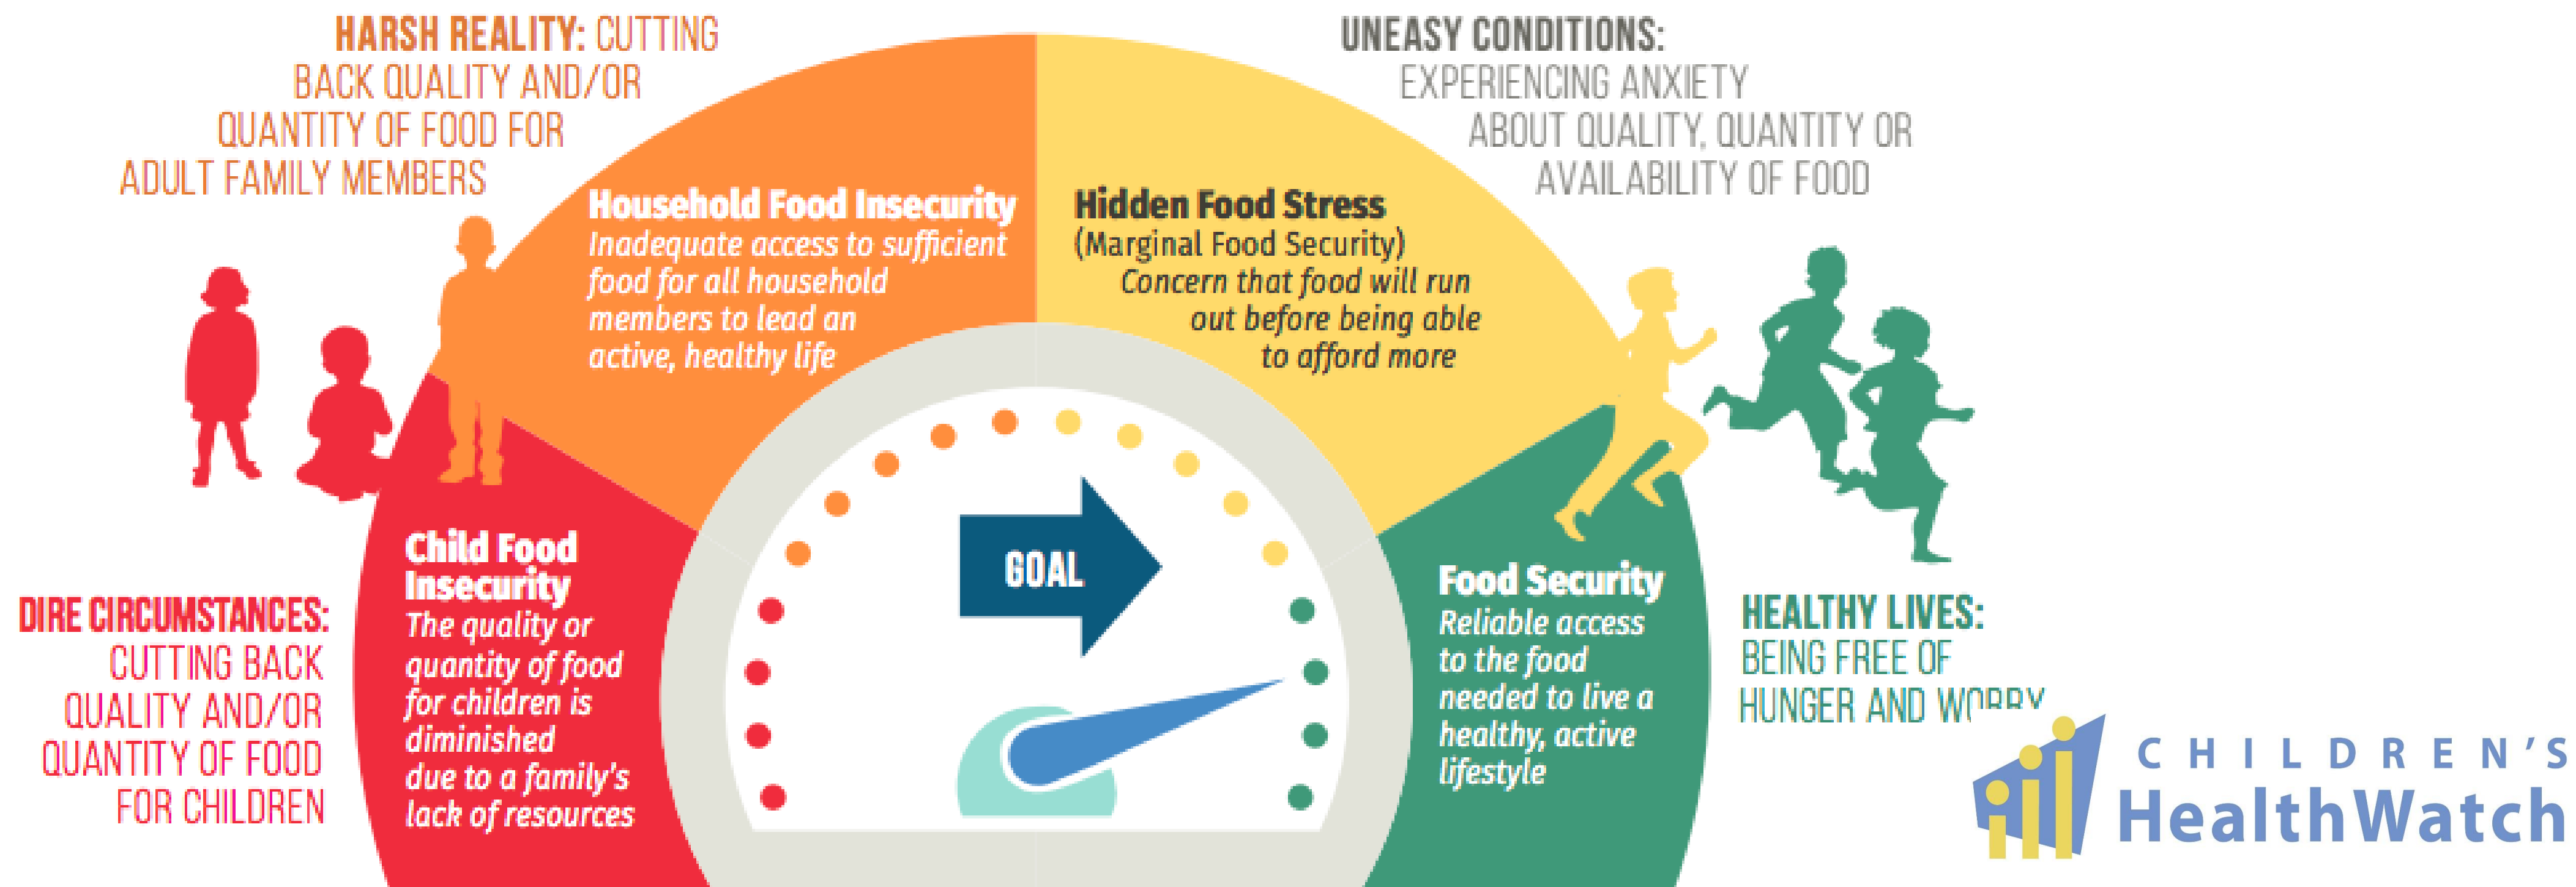 HARSH REALITY: CUTTING
BACK QUALITY AND/OR
QUANTITY OF FOOD FOR
ADULT FAMILY MEMBERS
UNEASY CONDITIONS:
EXPERIENCING ANXIETY
ABOUT QUALITY, QUANTITY OR
AVAILABILITY OF FOOD
Household Food Insecurity
Inadequate access to sufficient
food for all household
members to lead an
active, healthy life
Hidden Food Stress
(Marginal Food Security)
Concern that food will run
out before being able
to afford more
DIRE CIRCUMSTANCES:
CUTTING BACK
QUALITY AND/OR
QUANTITY OF FOOD
FOR CHILDREN
Child Food
Insecurity
The quality or
quantity of food
for children is
diminished
due to a family's
lack of resources
GOAL
Food Security
Reliable access
to the food
needed to live a
healthy, active
lifestyle
HEALTHY LIVES:
BEING FREE OF
HUNGER AND WORRY
CHILDREN'S
HealthWatch